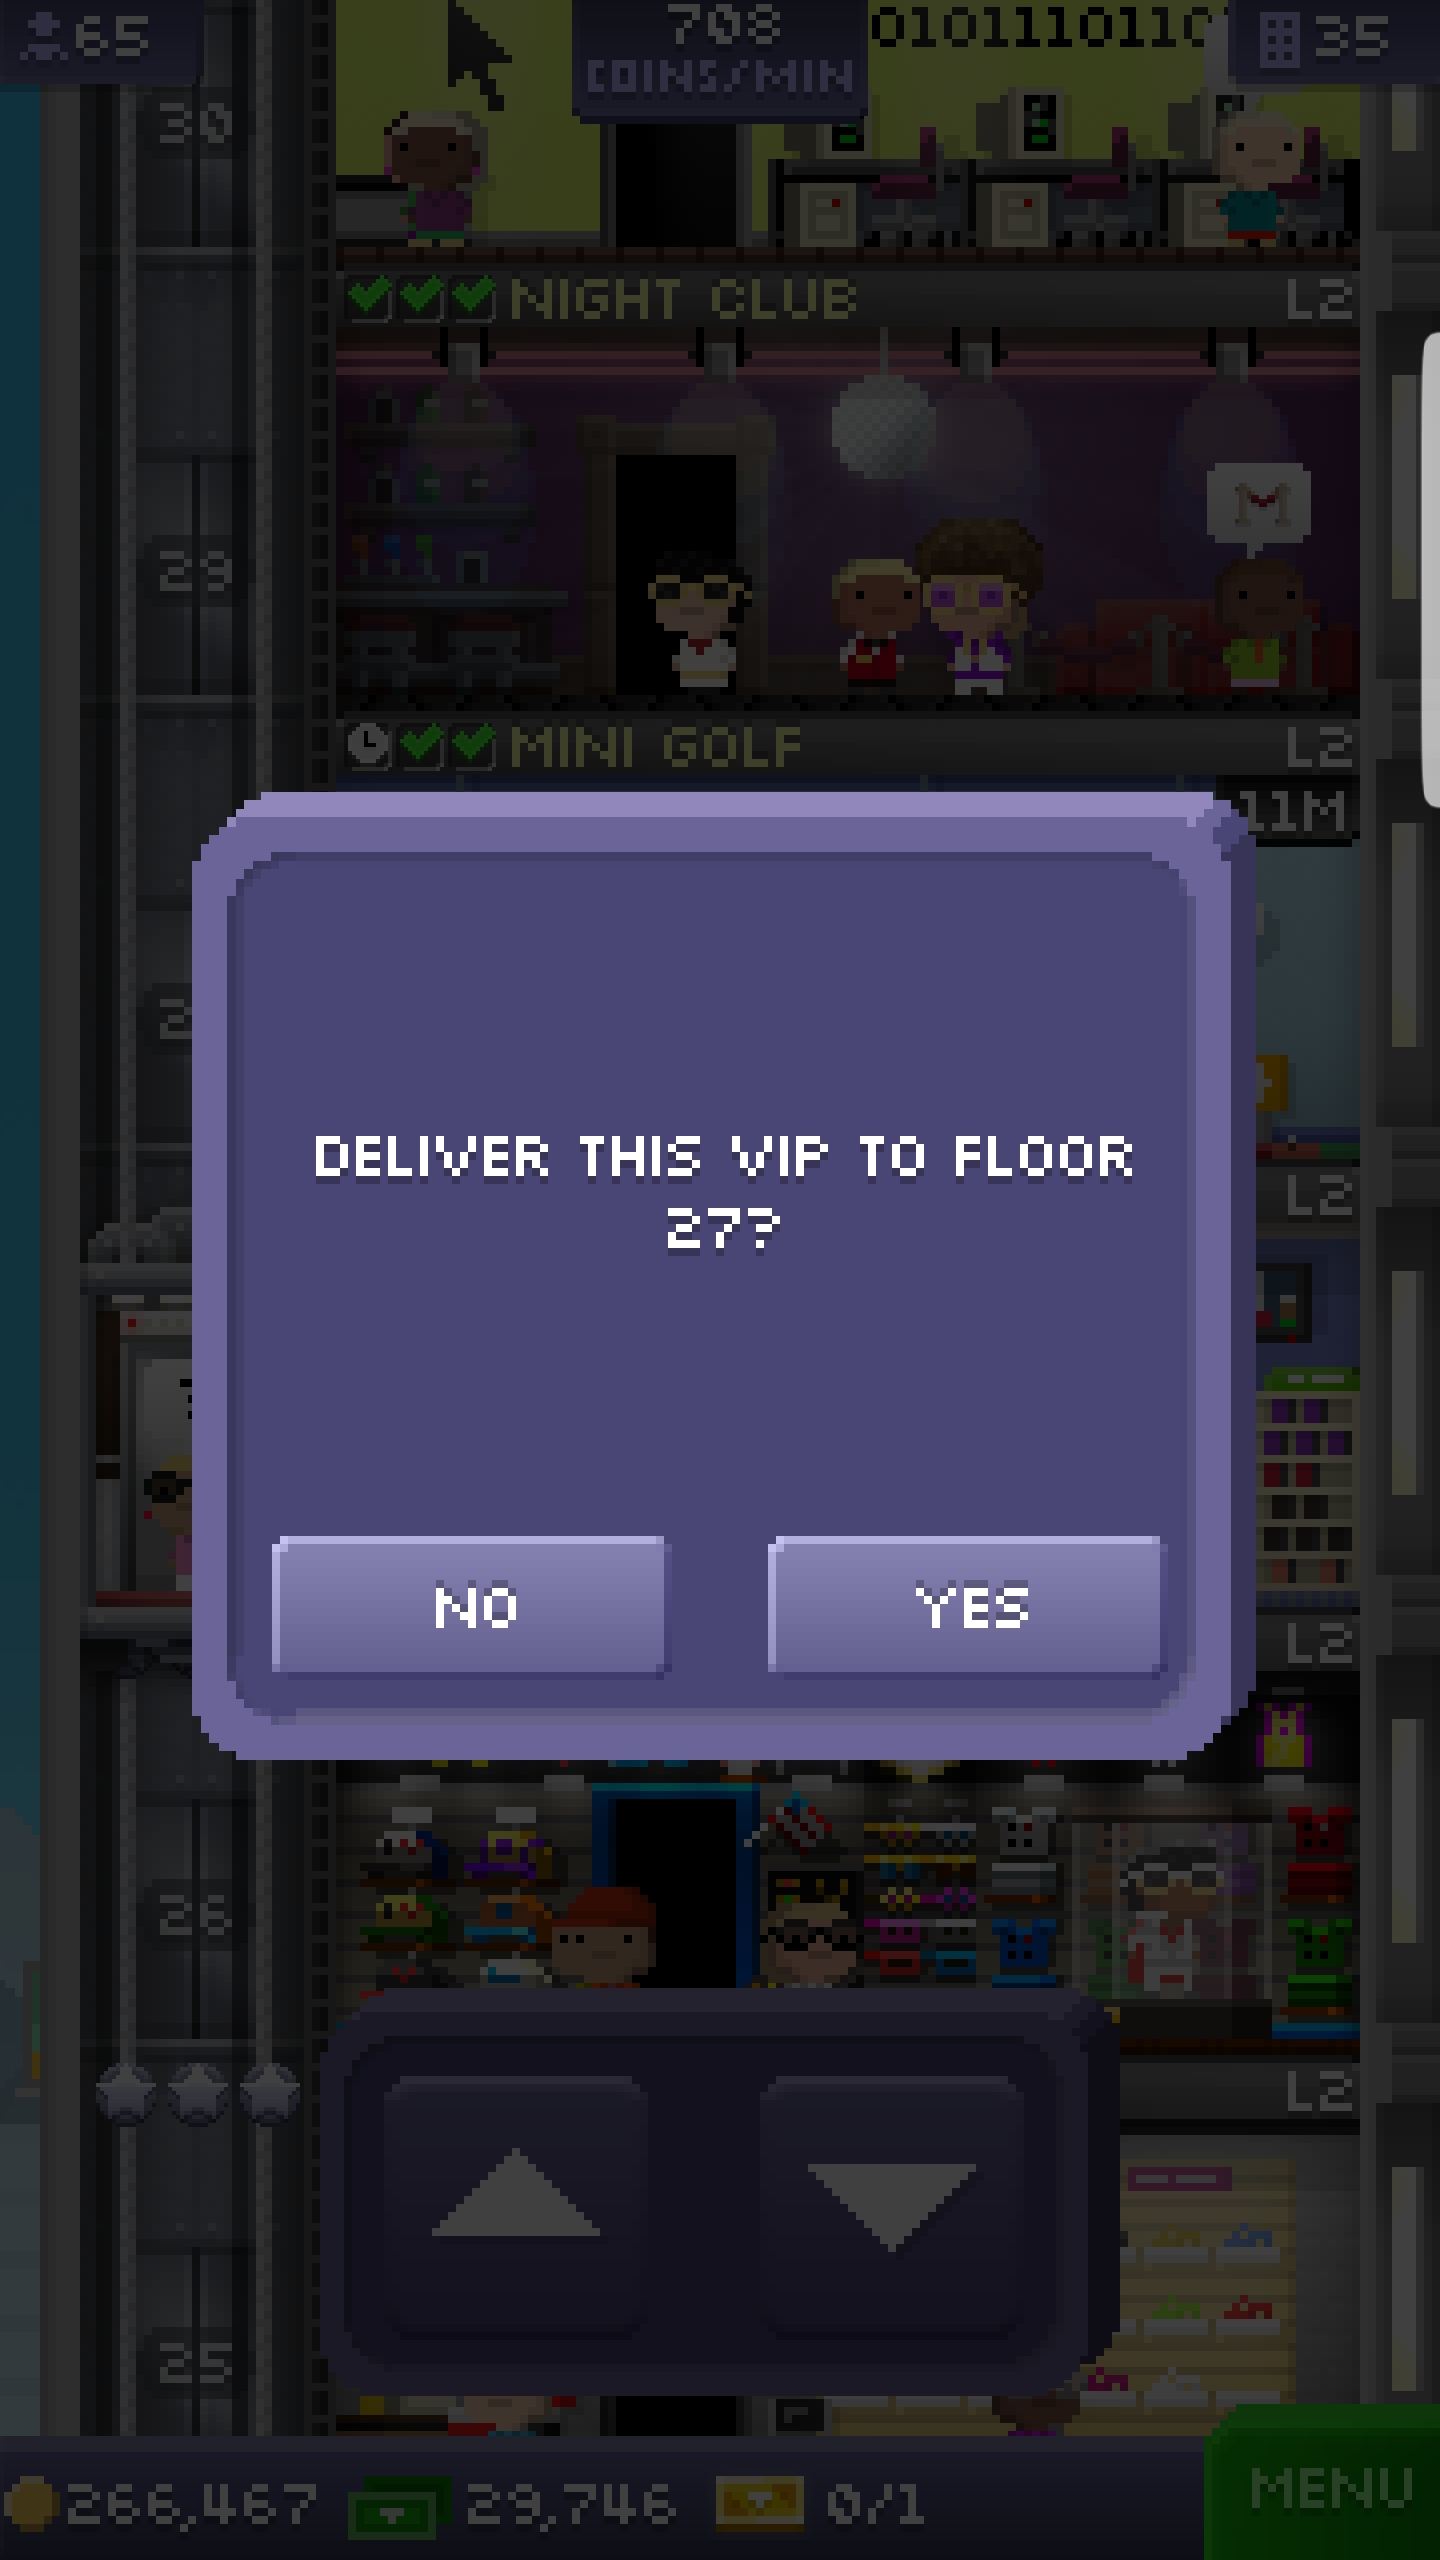 65
708
COINS/MIN
01011101101
35
30
NIGHT CLUB
L2
29
M
MINI GOLF
L2
11M
DELIVER THIS VIP TO FLOOR
27?
L2
NO
YES
L2
26
L2
25
266,467
29,746
0/1
MENU